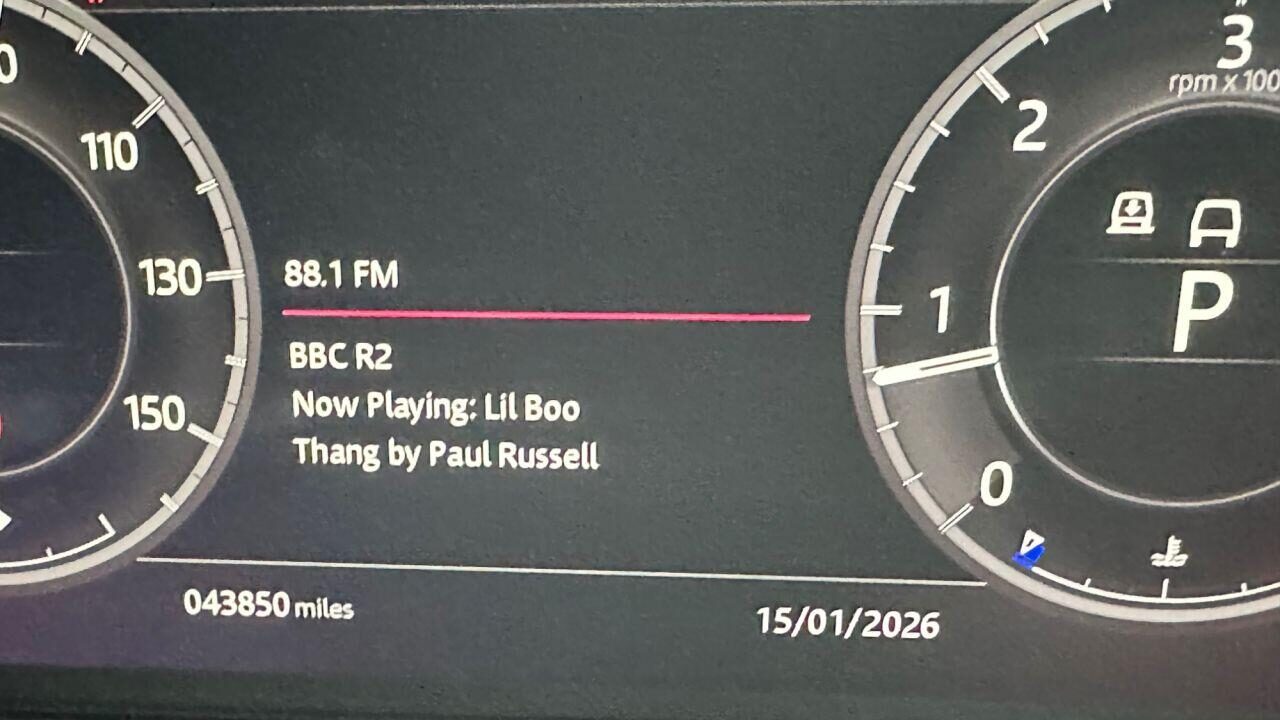 3
rpm x 100
2
110
88.1 FM
130
1
P
BBC R2
Now Playing: Lil Boo
150
Thang by Paul Russell
0
043850 miles
15/01/2026